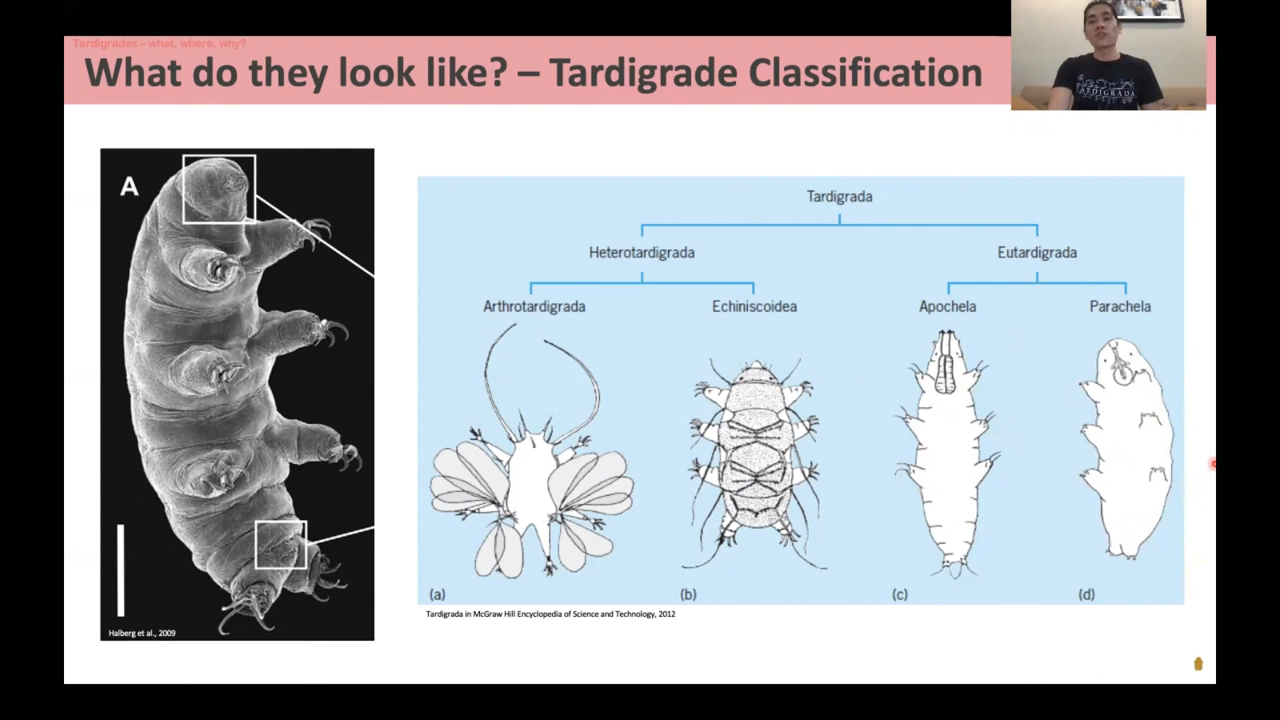 Tardigrades – what, where, why?
What do they look like? – Tardigrade Classification
TARDIGRADA
A
Halberg et al., 2009
Tardigrada
Heterotardigrada
Eutardigrada
Arthrotardigrada
Echiniscoidea
Apochela
Parachela
(a)
(b)
(c)
(d)
Tardigrada in McGraw Hill Encyclopedia of Science and Technology, 2012